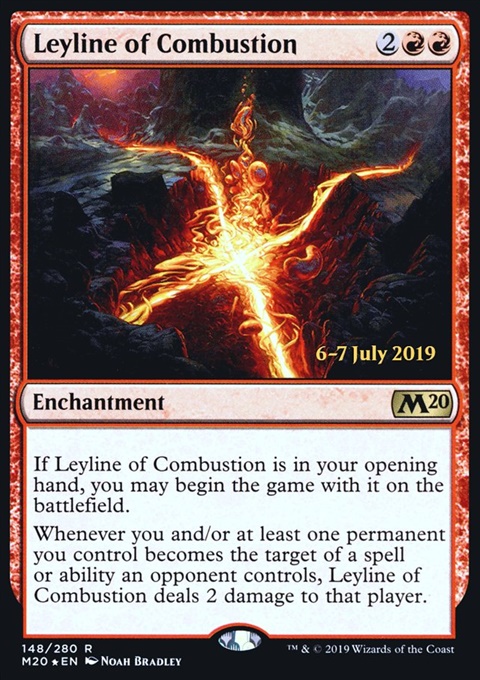 Leyline of Combustion 2
6–7 July 2019
Enchantment M20
If Leyline of Combustion is in your opening
hand, you may begin the game with it on the
battlefield.
Whenever you and/or at least one permanent
you control becomes the target of a spell
or ability an opponent controls, Leyline of
Combustion deals 2 damage to that player.
148/280 R
M20 ★ EN Noah Bradley ™ & © 2019 Wizards of the Coast